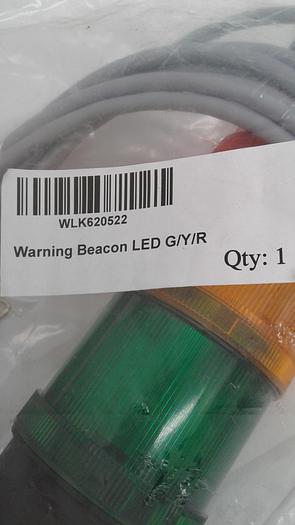 WLK620522
Warning Beacon LED G/Y/R
Qty: 1